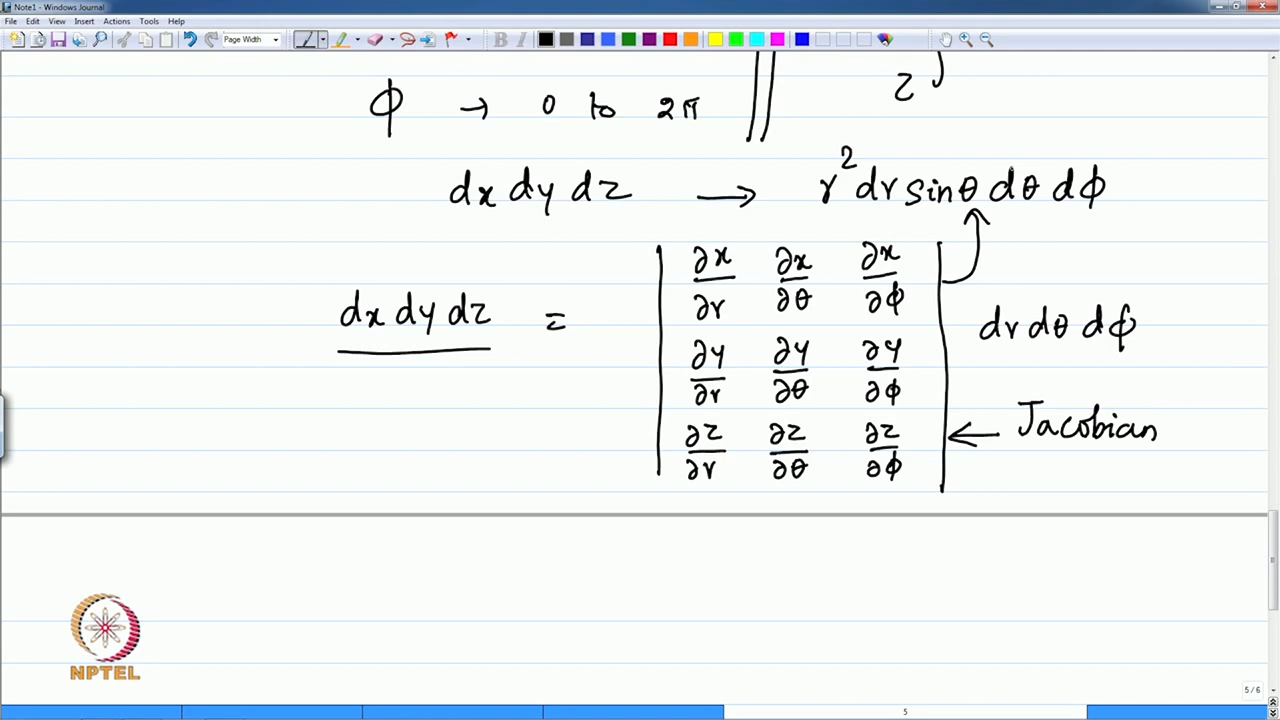 Note1 - Windows Journal
File Edit View Insert Actions Tools Help
Page Width
ϕ → 0 to 2π
z
dx dy dz → r² dr sinθ dθ dϕ
dx dy dz = | ∂x/∂r ∂x/∂θ ∂x/∂ϕ |
| ∂y/∂r ∂y/∂θ ∂y/∂ϕ | dr dθ dϕ
| ∂z/∂r ∂z/∂θ ∂z/∂ϕ | ← Jacobian
NPTEL
5/6
5